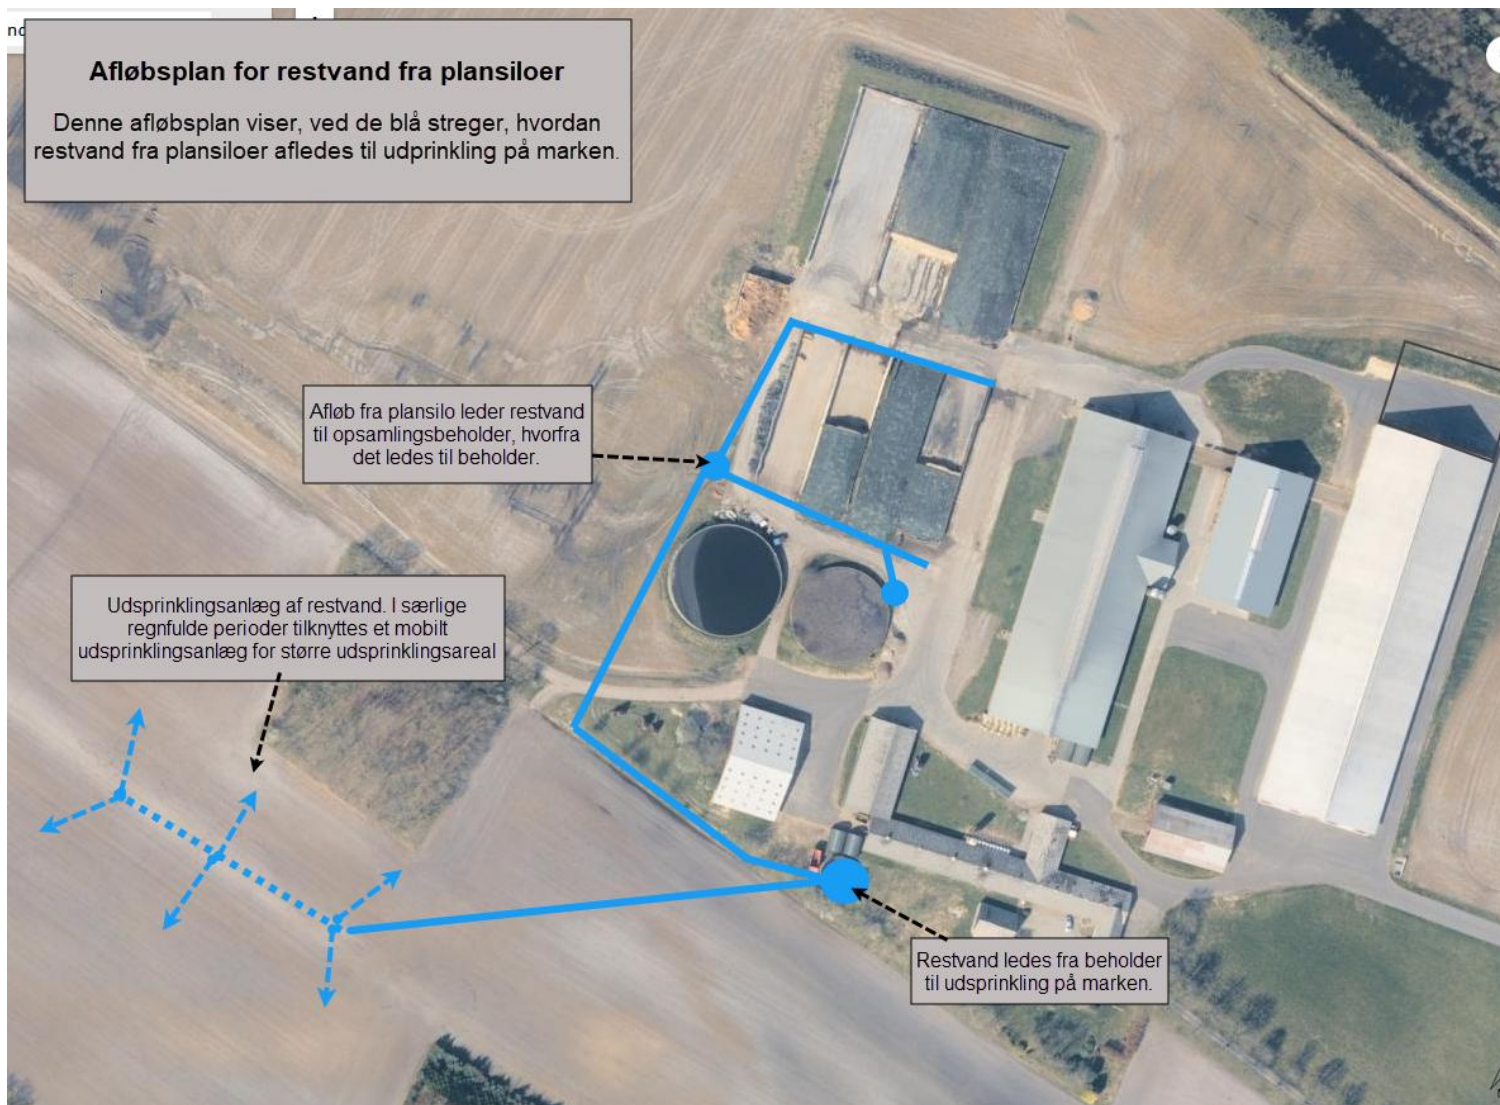 nd
Afløbsplan for restvand fra plansiloer
Denne afløbsplan viser, ved de blå streger, hvordan
restvand fra plansiloer afledes til udprinkling på marken.
Afløb fra plansilo leder restvand
til opsamlingsbeholder, hvorfra
det ledes til beholder.
Udsprinklingsanlæg af restvand. I særlige
regnfulde perioder tilknyttes et mobilt
udsprinklingsanlæg for større udsprinklingsareal
Restvand ledes fra beholder
til udsprinkling på marken.